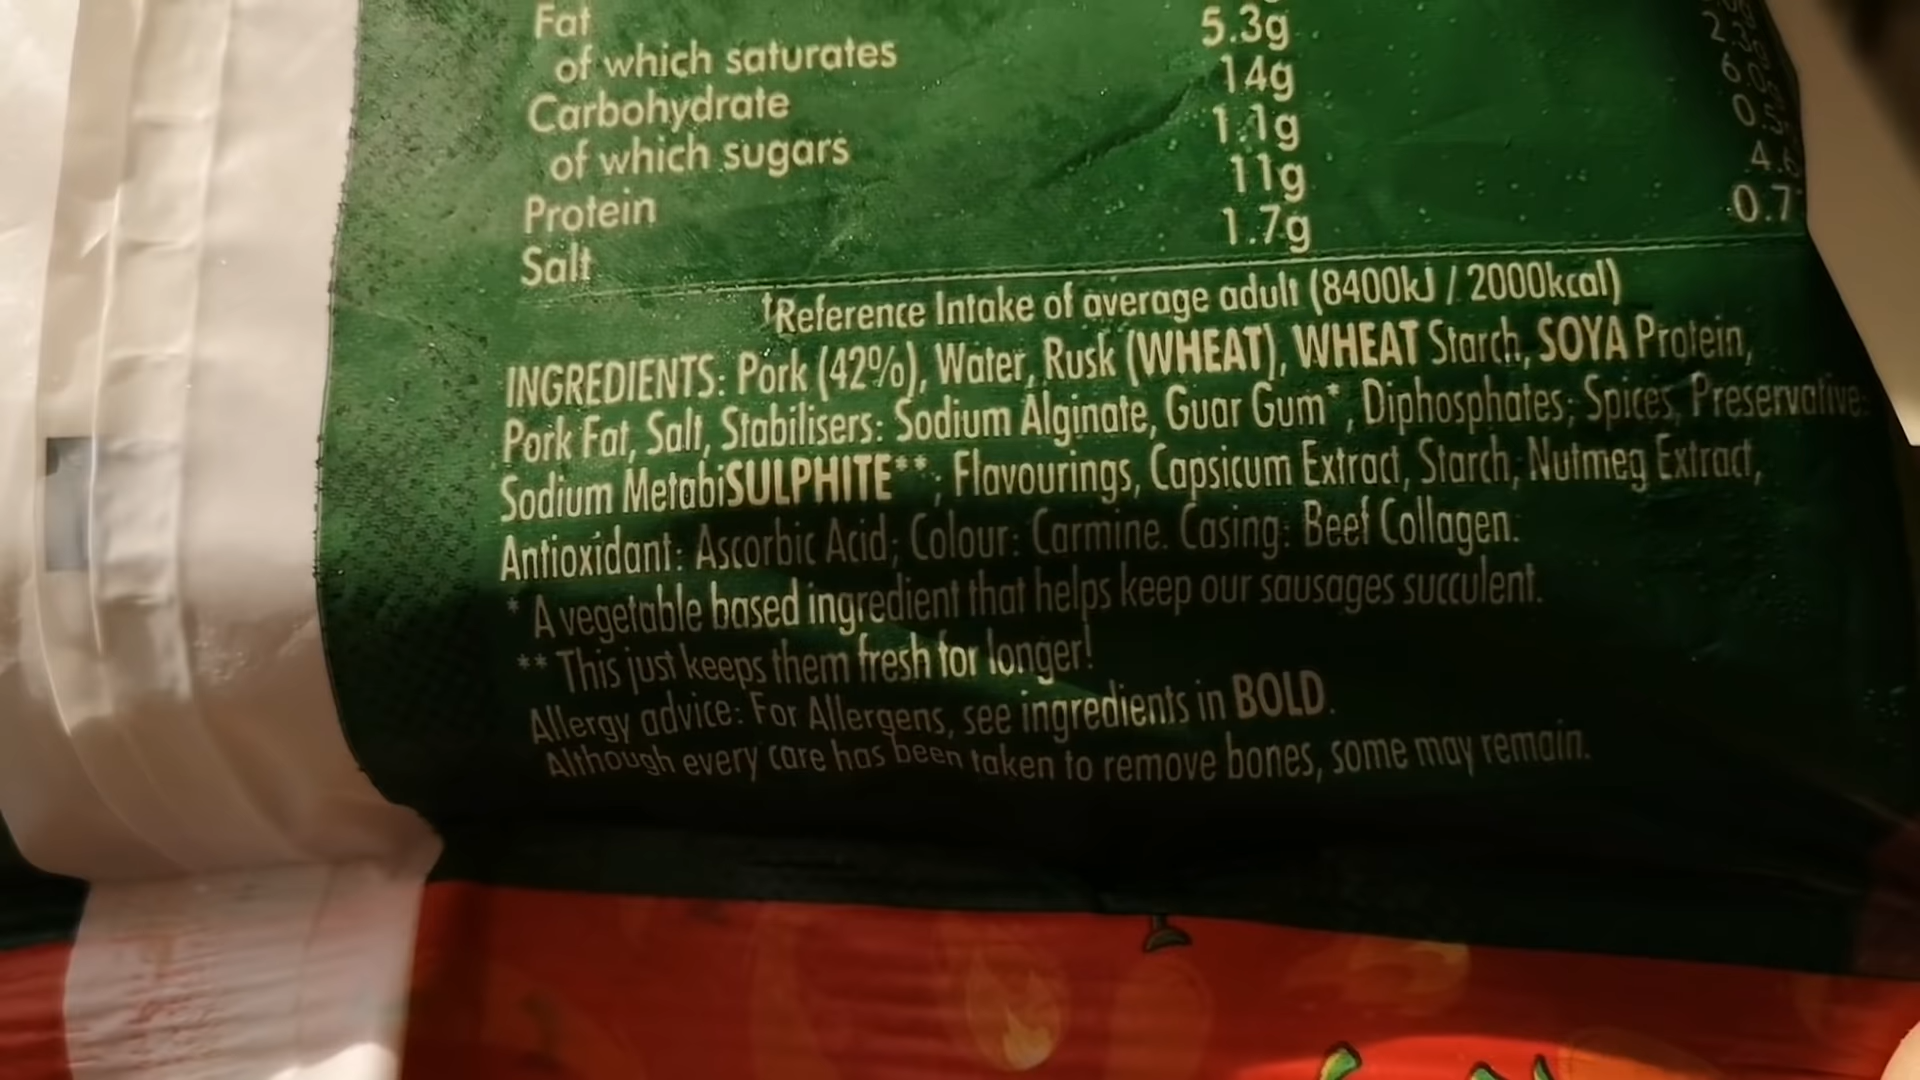 Fat 5.3g
of which saturates 14g
Carbohydrate 1.1g
of which sugars 11g
Protein 1.7g 0.7
Salt
†Reference Intake of average adult (8400kJ / 2000kcal)
INGREDIENTS: Pork (42%), Water, Rusk (WHEAT), WHEAT Starch, SOYA Protein,
Pork Fat, Salt, Stabilisers: Sodium Alginate, Guar Gum*, Diphosphates; Spices, Preservative:
Sodium MetabiSULPHITE**; Flavourings, Capsicum Extract, Starch, Nutmeg Extract,
Antioxidant: Ascorbic Acid; Colour: Carmine. Casing: Beef Collagen.
* A vegetable based ingredient that helps keep our sausages succulent.
** This just keeps them fresh for longer!
Allergy advice: For Allergens, see ingredients in BOLD.
Although every care has been taken to remove bones, some may remain.